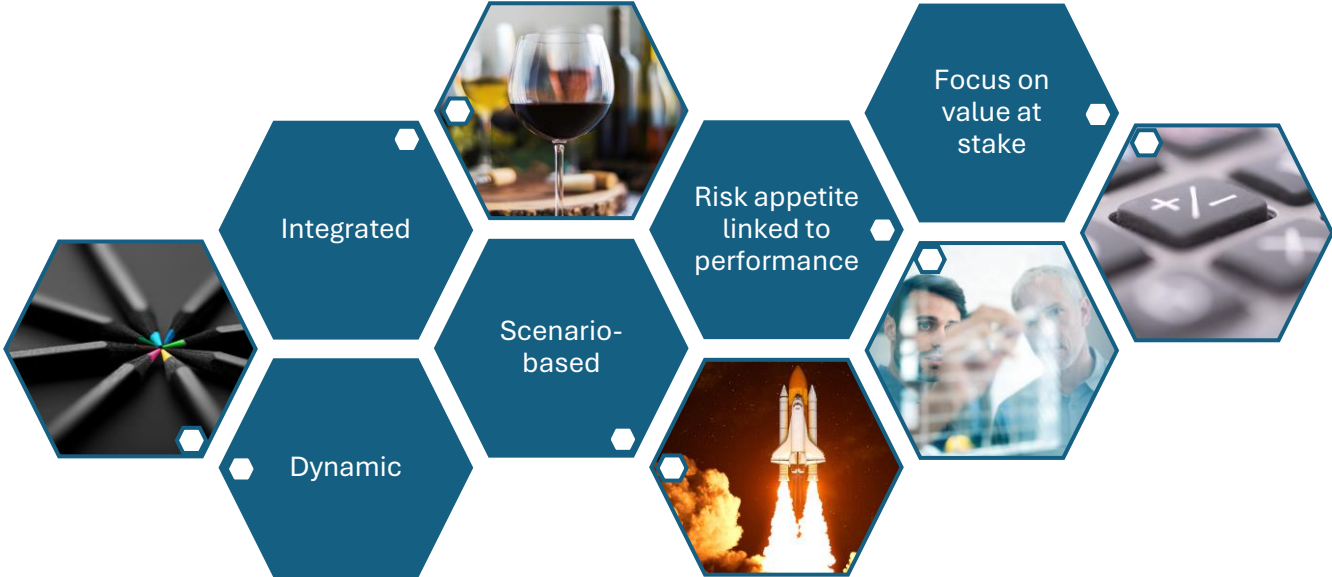 Integrated
Dynamic
Scenario-
based
Risk appetite
linked to
performance
Focus on
value at
stake
+/−